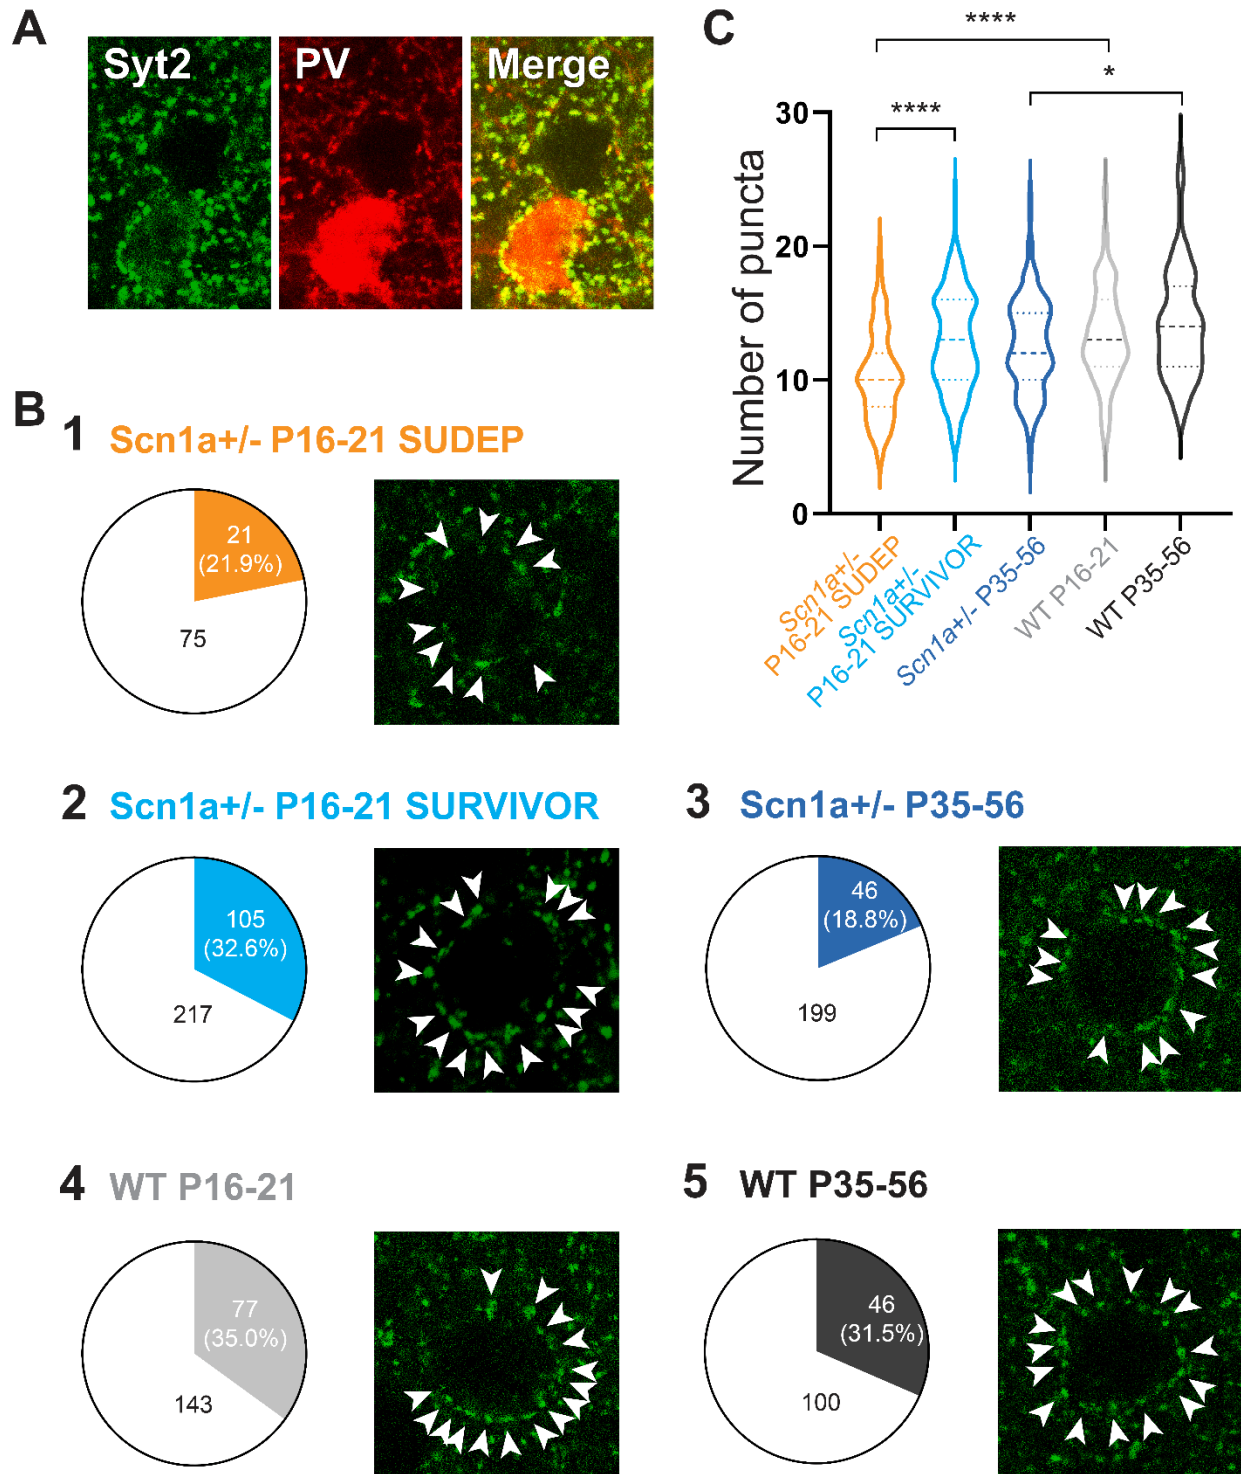 A
Syt2
PV
Merge
C
****
*
****
Number of puncta
30
20
10
0
Scn1a+/-
P16-21 SUDEP
Scn1a+/-
P16-21 SURVIVOR
Scn1a+/- P35-56
WT P16-21
WT P35-56
B
1 Scn1a+/- P16-21 SUDEP
21
(21.9%)
75
2 Scn1a+/- P16-21 SURVIVOR
105
(32.6%)
217
3 Scn1a+/- P35-56
46
(18.8%)
199
4 WT P16-21
77
(35.0%)
143
5 WT P35-56
46
(31.5%)
100